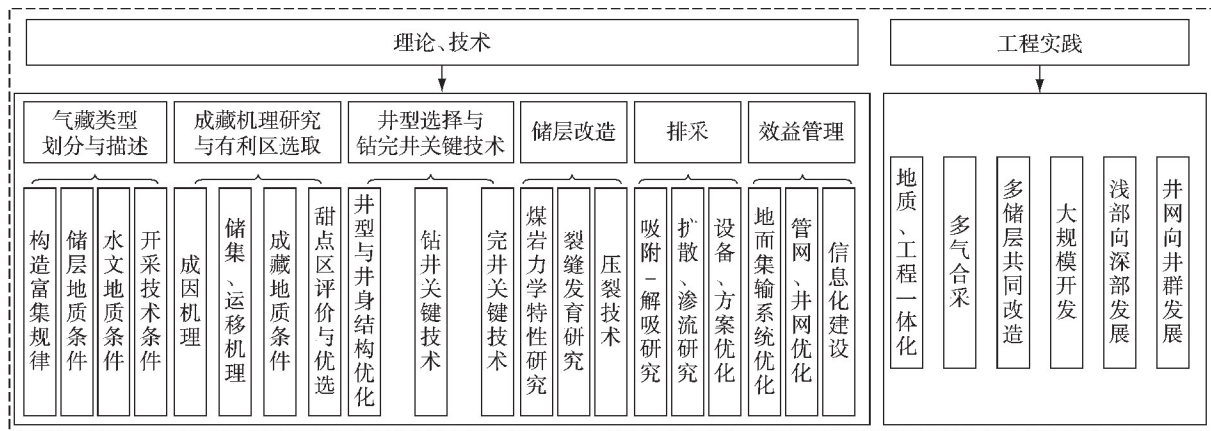 理论、技术
工程实践
气藏类型
划分与描述
成藏机理研究
与有利区选取
井型选择与
钻完井关键技术
储层改造
排采
效益管理
构造富集规律
储层地质条件
水文地质条件
开采技术条件
成因机理
储集、运移机理
成藏地质条件
甜点区评价与优选
井型与井身结构优化
钻井关键技术
完井关键技术
煤岩力学特性研究
裂缝发育研究
压裂技术
吸附-解吸研究
扩散、渗流研究
设备、方案优化
地面集输系统优化
管网、井网优化
信息化建设
地质、工程一体化
多气合采
多储层共同改造
大规模开发
浅部向深部发展
井网向井群发展